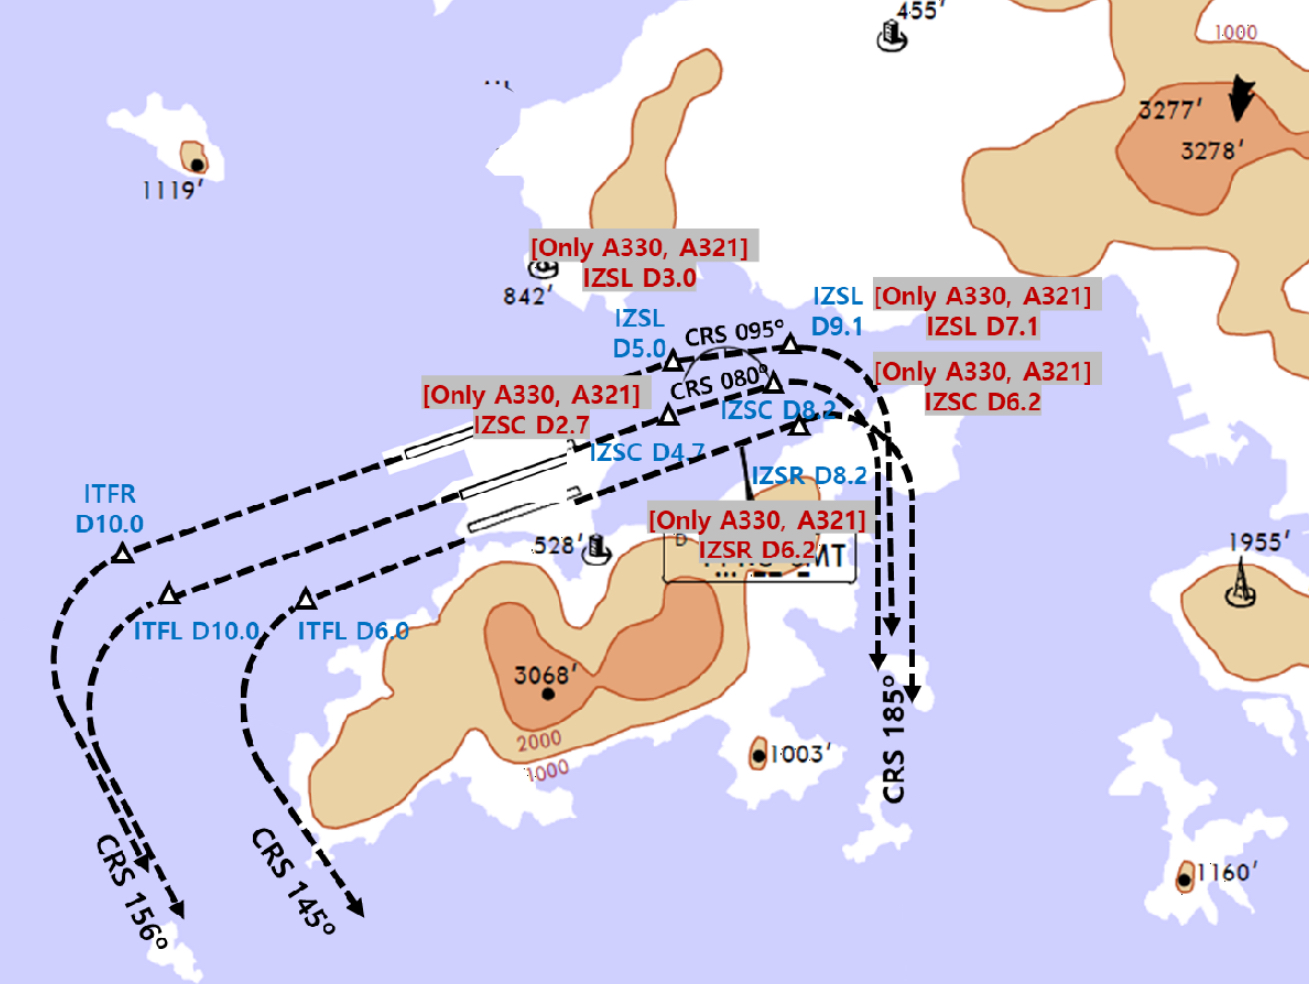 455'
1000
3277'
3278'
1119'
[Only A330, A321]
IZSL D3.0
842'
IZSL
D5.0
CRS 095°
IZSL
D9.1
[Only A330, A321]
IZSL D7.1
[Only A330, A321]
IZSC D6.2
CRS 080°
[Only A330, A321]
IZSC D2.7
IZSC D8.2
IZSC D4.7
IZSR D8.2
ITFR
D10.0
[Only A330, A321]
IZSR D6.2
D
MT
528'
1955'
ITFL D10.0
ITFL D6.0
3068'
2000
1000
1003'
CRS 185°
CRS 156°
CRS 145°
1160'